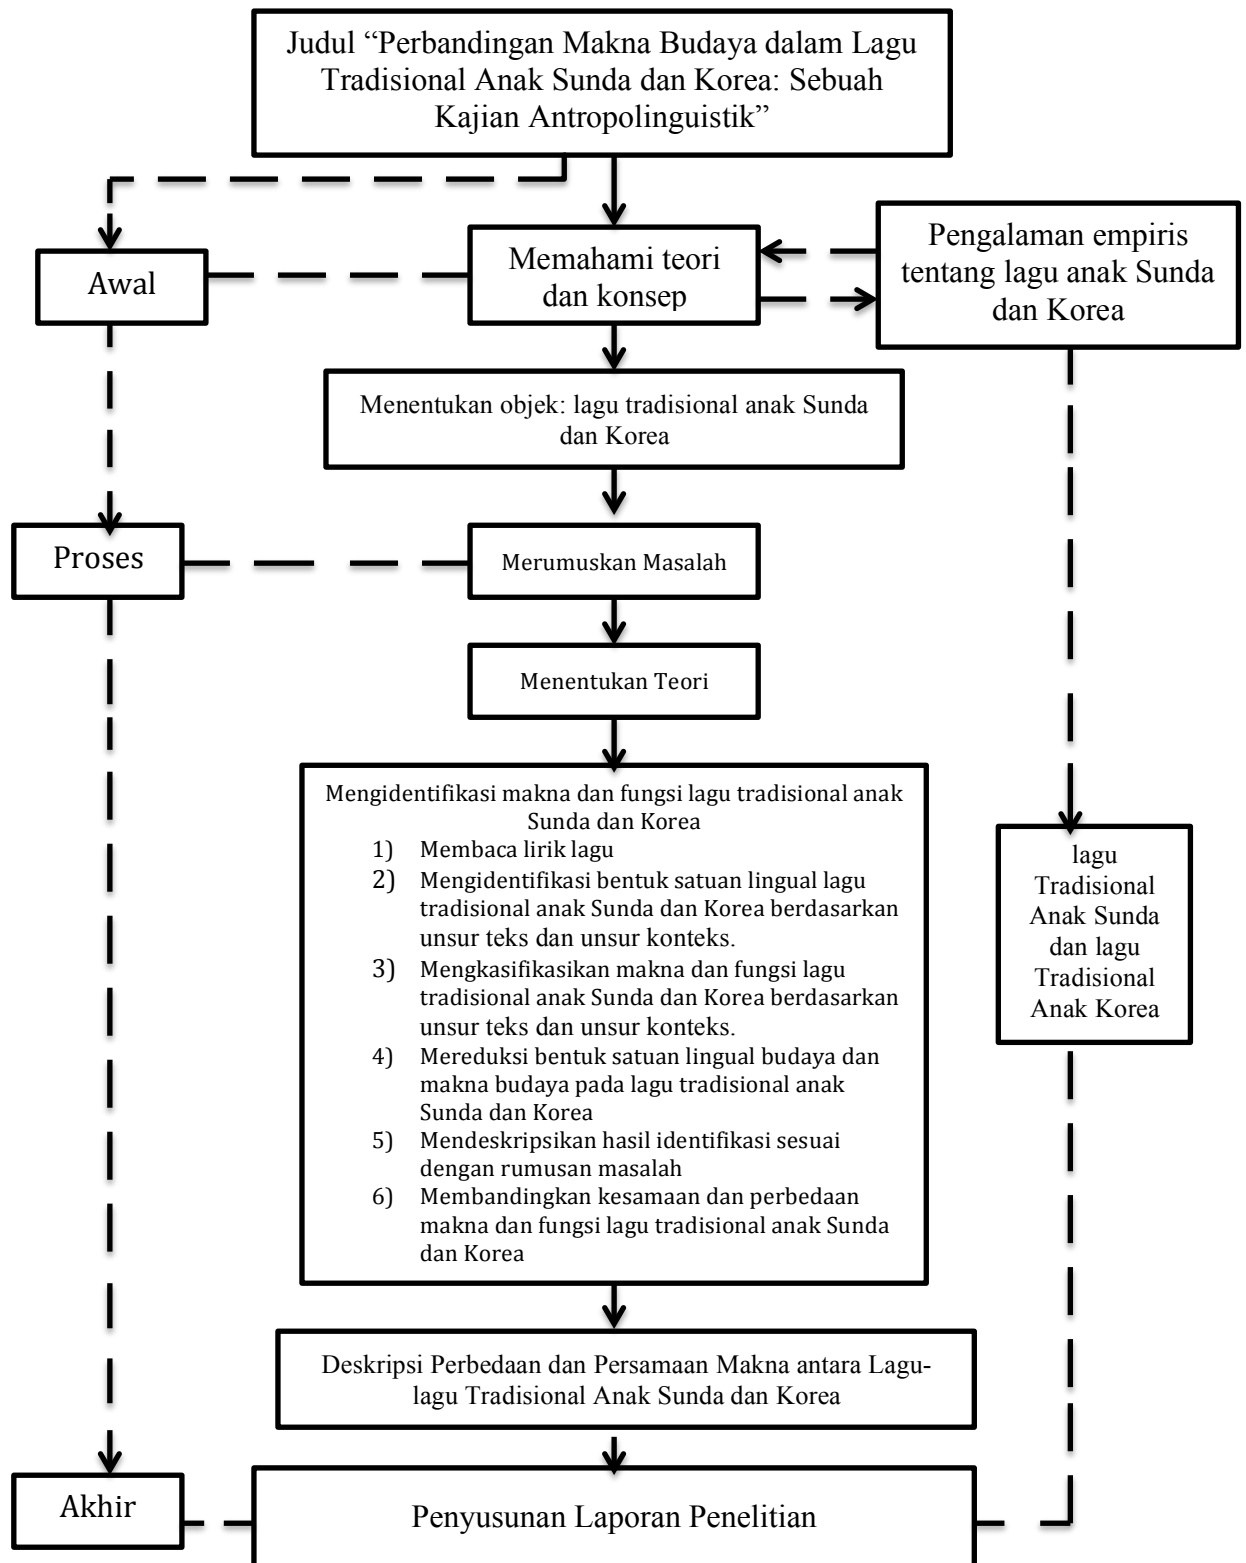 Judul “Perbandingan Makna Budaya dalam Lagu
Tradisional Anak Sunda dan Korea: Sebuah
Kajian Antropolinguistik”
Awal
Memahami teori
dan konsep
Pengalaman empiris
tentang lagu anak Sunda
dan Korea
Menentukan objek: lagu tradisional anak Sunda
dan Korea
Proses
Merumuskan Masalah
Menentukan Teori
Mengidentifikasi makna dan fungsi lagu tradisional anak
Sunda dan Korea
1) Membaca lirik lagu
2) Mengidentifikasi bentuk satuan lingual lagu
tradisional anak Sunda dan Korea berdasarkan
unsur teks dan unsur konteks.
3) Mengkasifikasikan makna dan fungsi lagu
tradisional anak Sunda dan Korea berdasarkan
unsur teks dan unsur konteks.
4) Mereduksi bentuk satuan lingual budaya dan
makna budaya pada lagu tradisional anak
Sunda dan Korea
5) Mendeskripsikan hasil identifikasi sesuai
dengan rumusan masalah
6) Membandingkan kesamaan dan perbedaan
makna dan fungsi lagu tradisional anak Sunda
dan Korea
lagu
Tradisional
Anak Sunda
dan lagu
Tradisional
Anak Korea
Deskripsi Perbedaan dan Persamaan Makna antara Lagu-
lagu Tradisional Anak Sunda dan Korea
Akhir
Penyusunan Laporan Penelitian